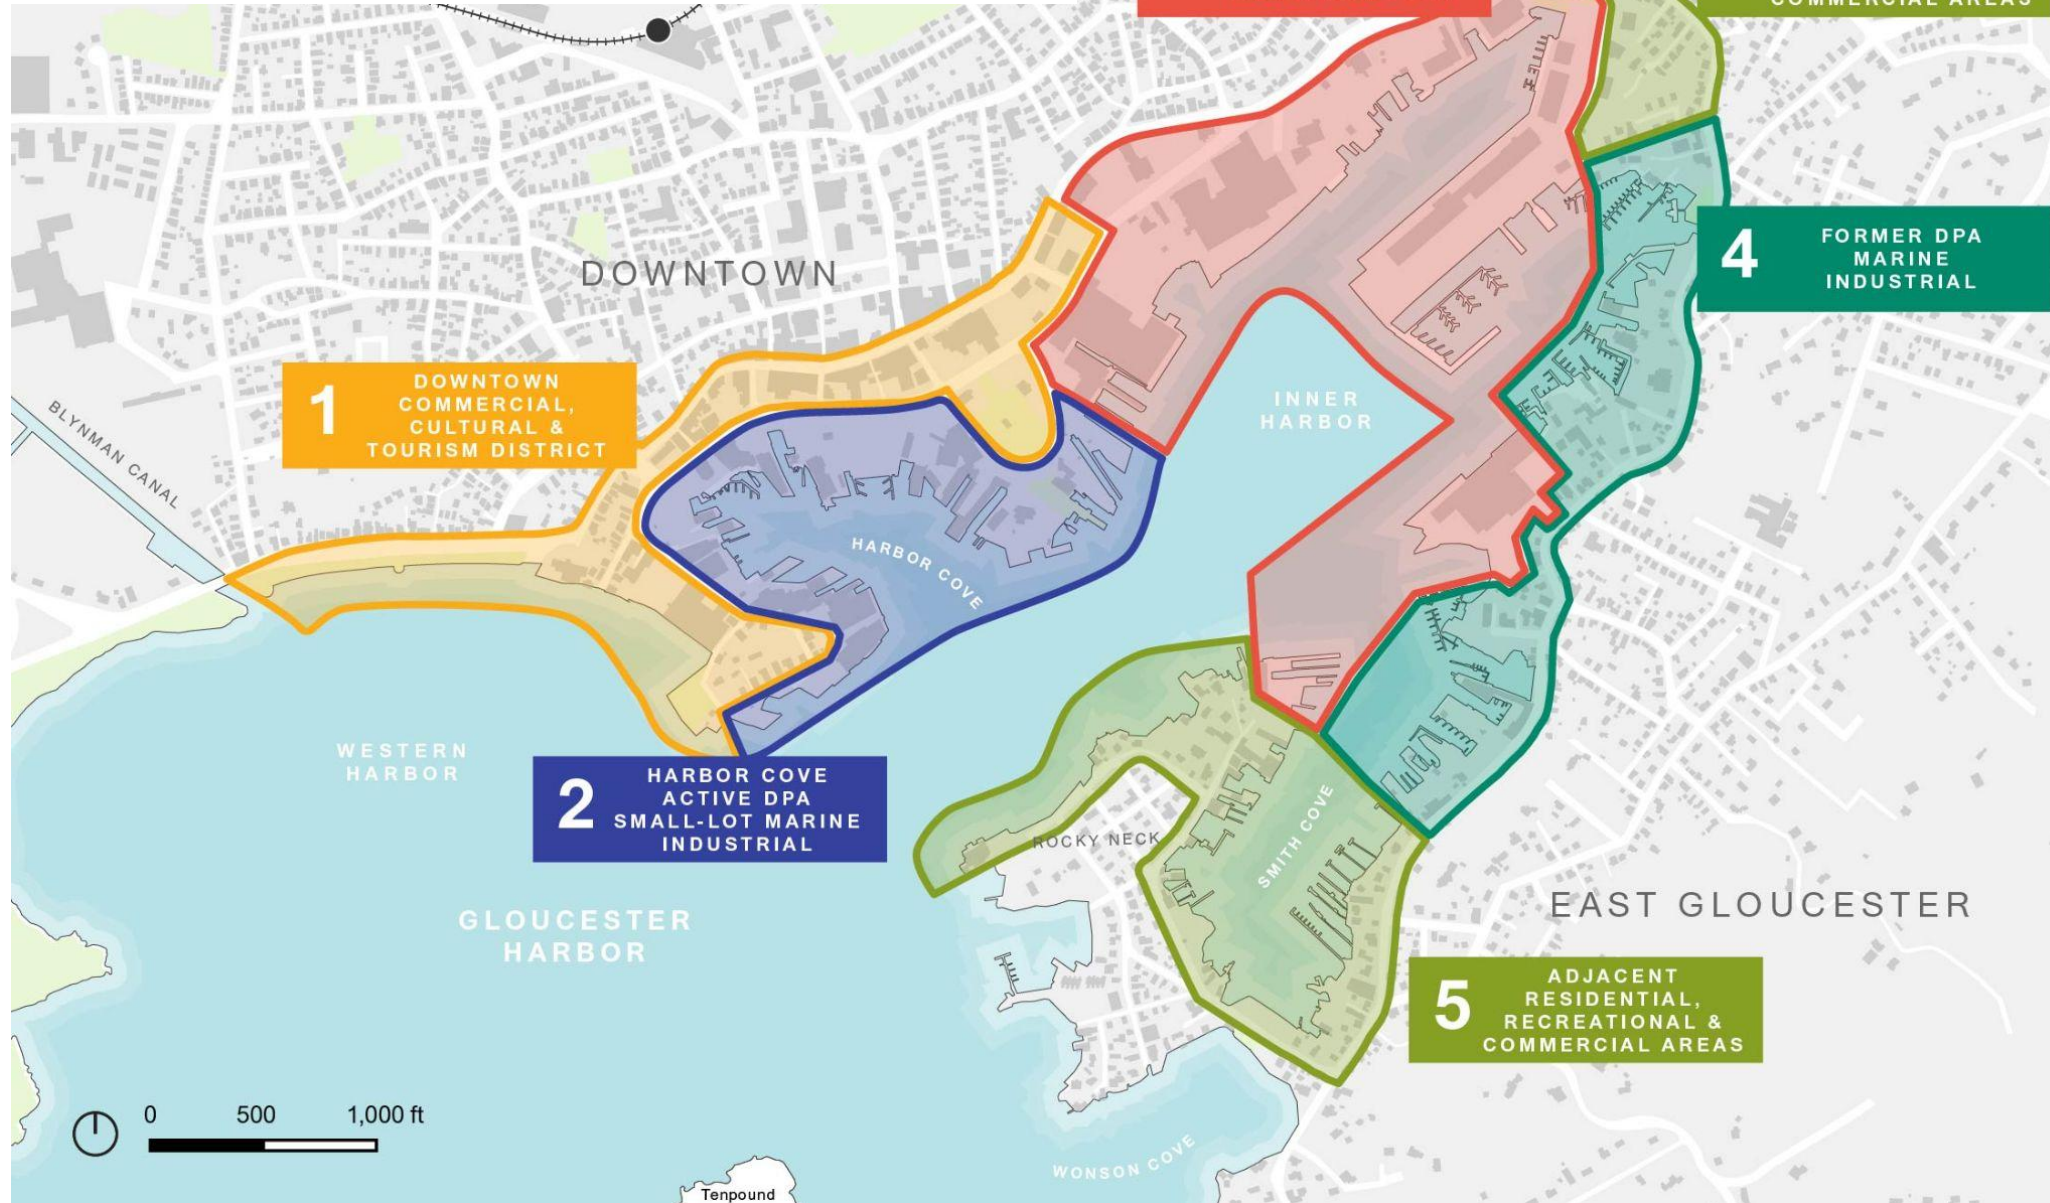 COMMERCIAL AREAS
DOWNTOWN
4
FORMER DPA
MARINE
INDUSTRIAL
1
DOWNTOWN
COMMERCIAL,
CULTURAL &
TOURISM DISTRICT
BLYNMAN CANAL
INNER
HARBOR
HARBOR COVE
WESTERN
HARBOR
2
HARBOR COVE
ACTIVE DPA
SMALL-LOT MARINE
INDUSTRIAL
ROCKY NECK
SMITH COVE
GLOUCESTER
HARBOR
EAST GLOUCESTER
5
ADJACENT
RESIDENTIAL,
RECREATIONAL &
COMMERCIAL AREAS
0 500 1,000 ft
WONSON COVE
Tenpound